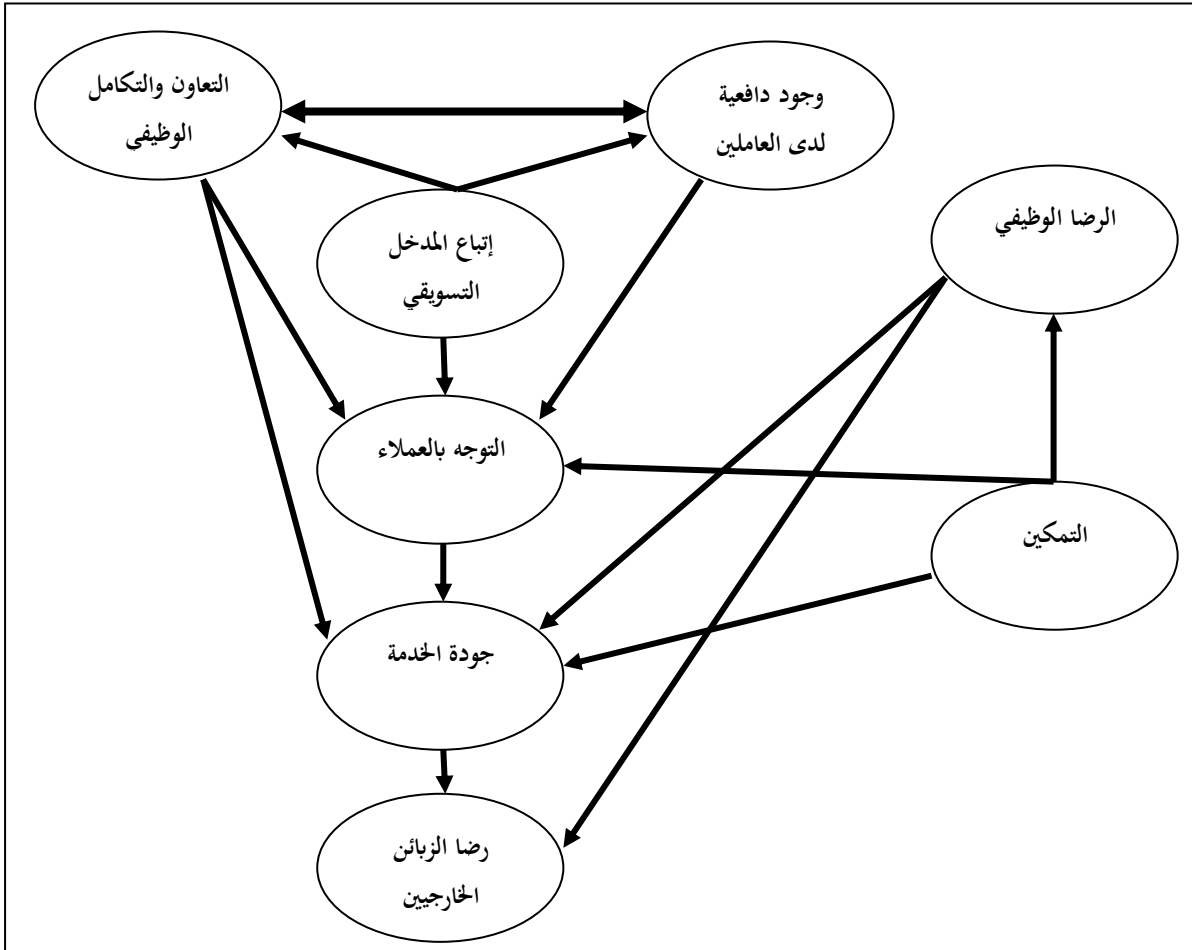 التعاون والتكامل
الوظيفي
وجود دافعية
لدى العاملين
الرضا الوظيفي
إتباع المدخل
التسويقي
التوجه بالعملاء
التمكين
جودة الخدمة
رضا الزبائن
الخارجيين